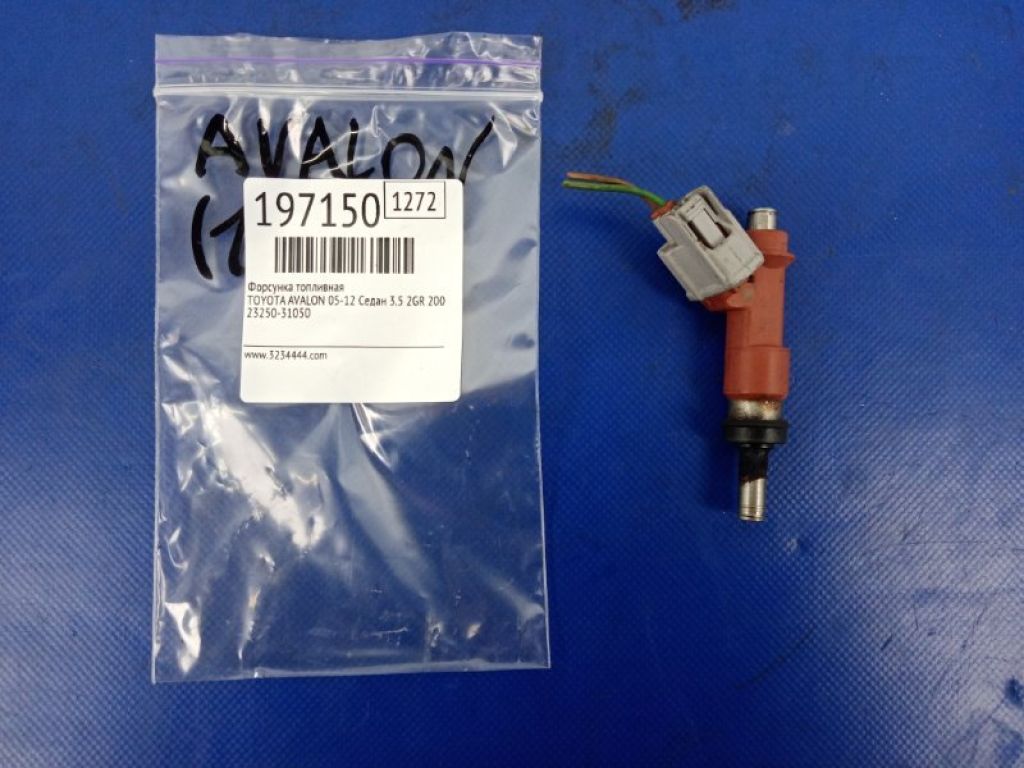 AVALON
197150 1272
Форсунка топливная
TOYOTA AVALON 05-12 Седан 3.5 2GR 200
23250-31050
www.3234444.com